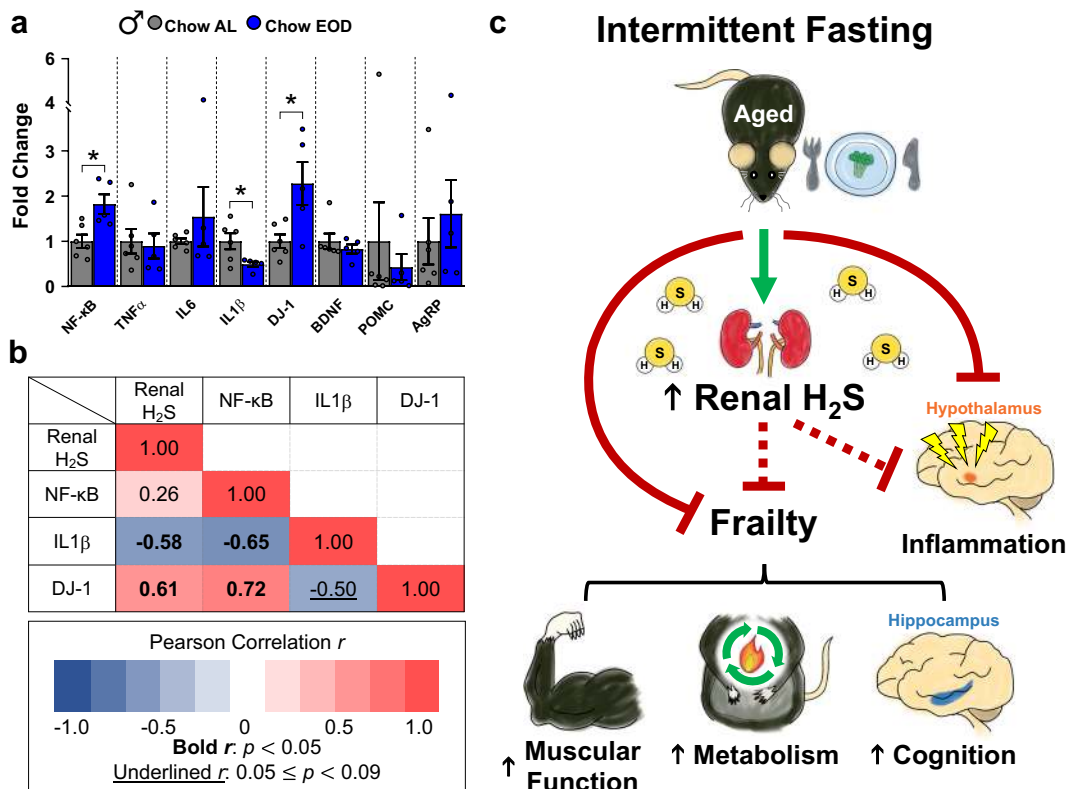 a
♂ Chow AL Chow EOD
Fold Change
6
4
2
1
0
*
*
*
NF-κB
TNFα
IL6
IL1β
DJ-1
BDNF
POMC
AgRP
b
Renal H₂S NF-κB IL1β DJ-1
Renal H₂S 1.00
NF-κB 0.26 1.00
IL1β -0.58 -0.65 1.00
DJ-1 0.61 0.72 -0.50 1.00
Pearson Correlation r
-1.0 -0.5 0 0.5 1.0
Bold r: p < 0.05
Underlined r: 0.05 ≤ p < 0.09
c
Intermittent Fasting
Aged
S
H H
S
H H
S
H H
S
H H
↑ Renal H₂S
Hypothalamus
Frailty
Inflammation
Hippocampus
↑ Muscular
Function
↑ Metabolism
↑ Cognition